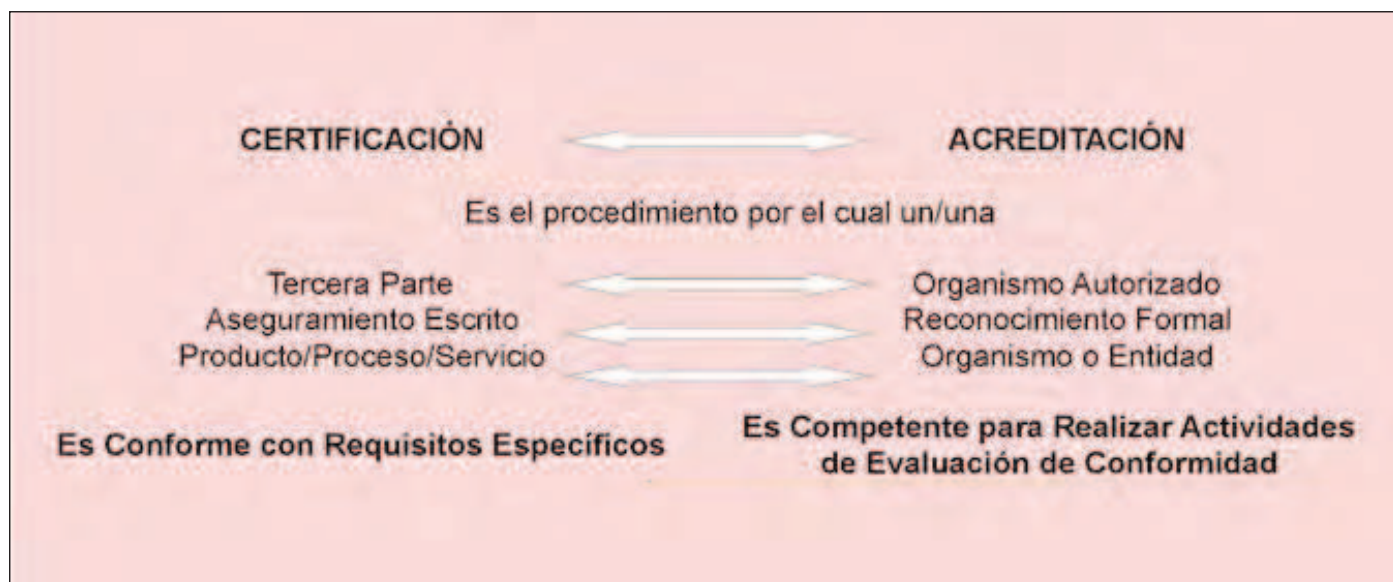 CERTIFICACIÓN ACREDITACIÓN
Es el procedimiento por el cual un/una
Tercera Parte Organismo Autorizado
Aseguramiento Escrito Reconocimiento Formal
Producto/Proceso/Servicio Organismo o Entidad
Es Conforme con Requisitos Específicos
Es Competente para Realizar Actividades
de Evaluación de Conformidad